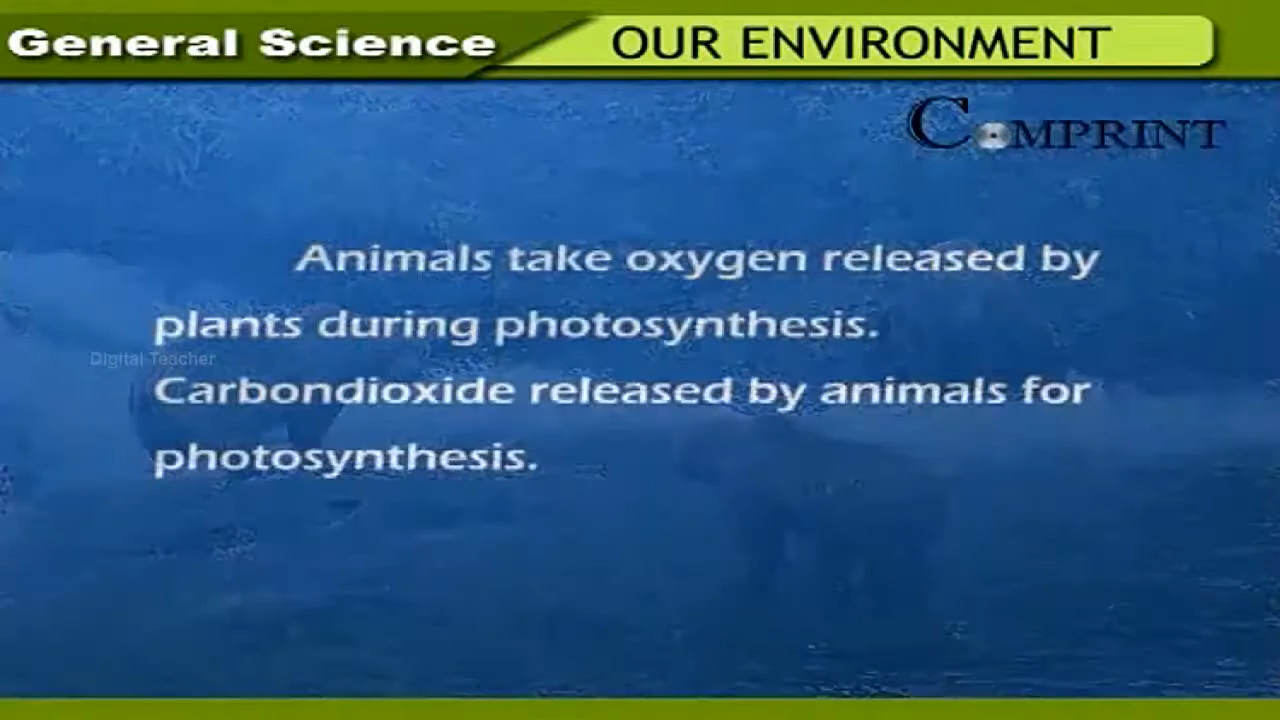 General Science
OUR ENVIRONMENT
COMPRINT
Animals take oxygen released by
plants during photosynthesis.
Digital Teacher
Carbondioxide released by animals for
photosynthesis.